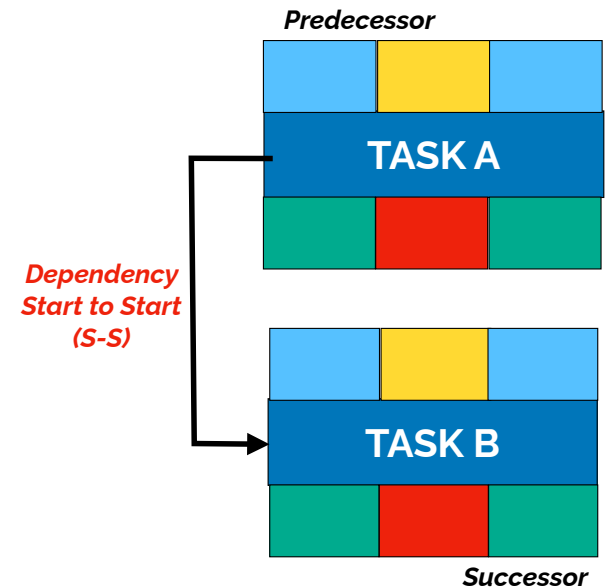 Predecessor
TASK A
Dependency
Start to Start
(S-S)
TASK B
Successor